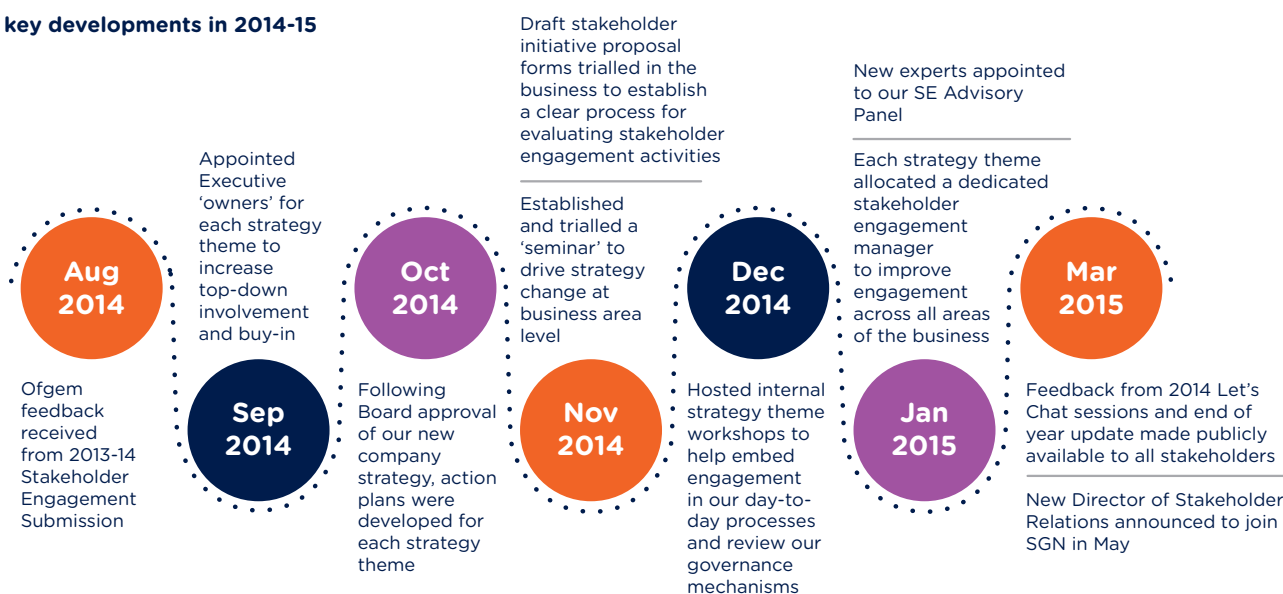 key developments in 2014-15
Aug
2014
Ofgem
feedback
received
from 2013-14
Stakeholder
Engagement
Submission
Appointed
Executive
‘owners’ for
each strategy
theme to
increase
top-down
involvement
and buy-in
Sep
2014
Oct
2014
Following
Board approval
of our new
company
strategy, action
plans were
developed for
each strategy
theme
Draft stakeholder
initiative proposal
forms trialled in the
business to establish
a clear process for
evaluating stakeholder
engagement activities
Established
and trialled a
‘seminar’ to
drive strategy
change at
business area
level
Nov
2014
Dec
2014
Hosted internal
strategy theme
workshops to
help embed
engagement
in our day-to-
day processes
and review our
governance
mechanisms
New experts appointed
to our SE Advisory
Panel
Each strategy theme
allocated a dedicated
stakeholder
engagement
manager
to improve
engagement
across all areas
of the business
Jan
2015
Mar
2015
Feedback from 2014 Let’s
Chat sessions and end of
year update made publicly
available to all stakeholders
New Director of Stakeholder
Relations announced to join
SGN in May